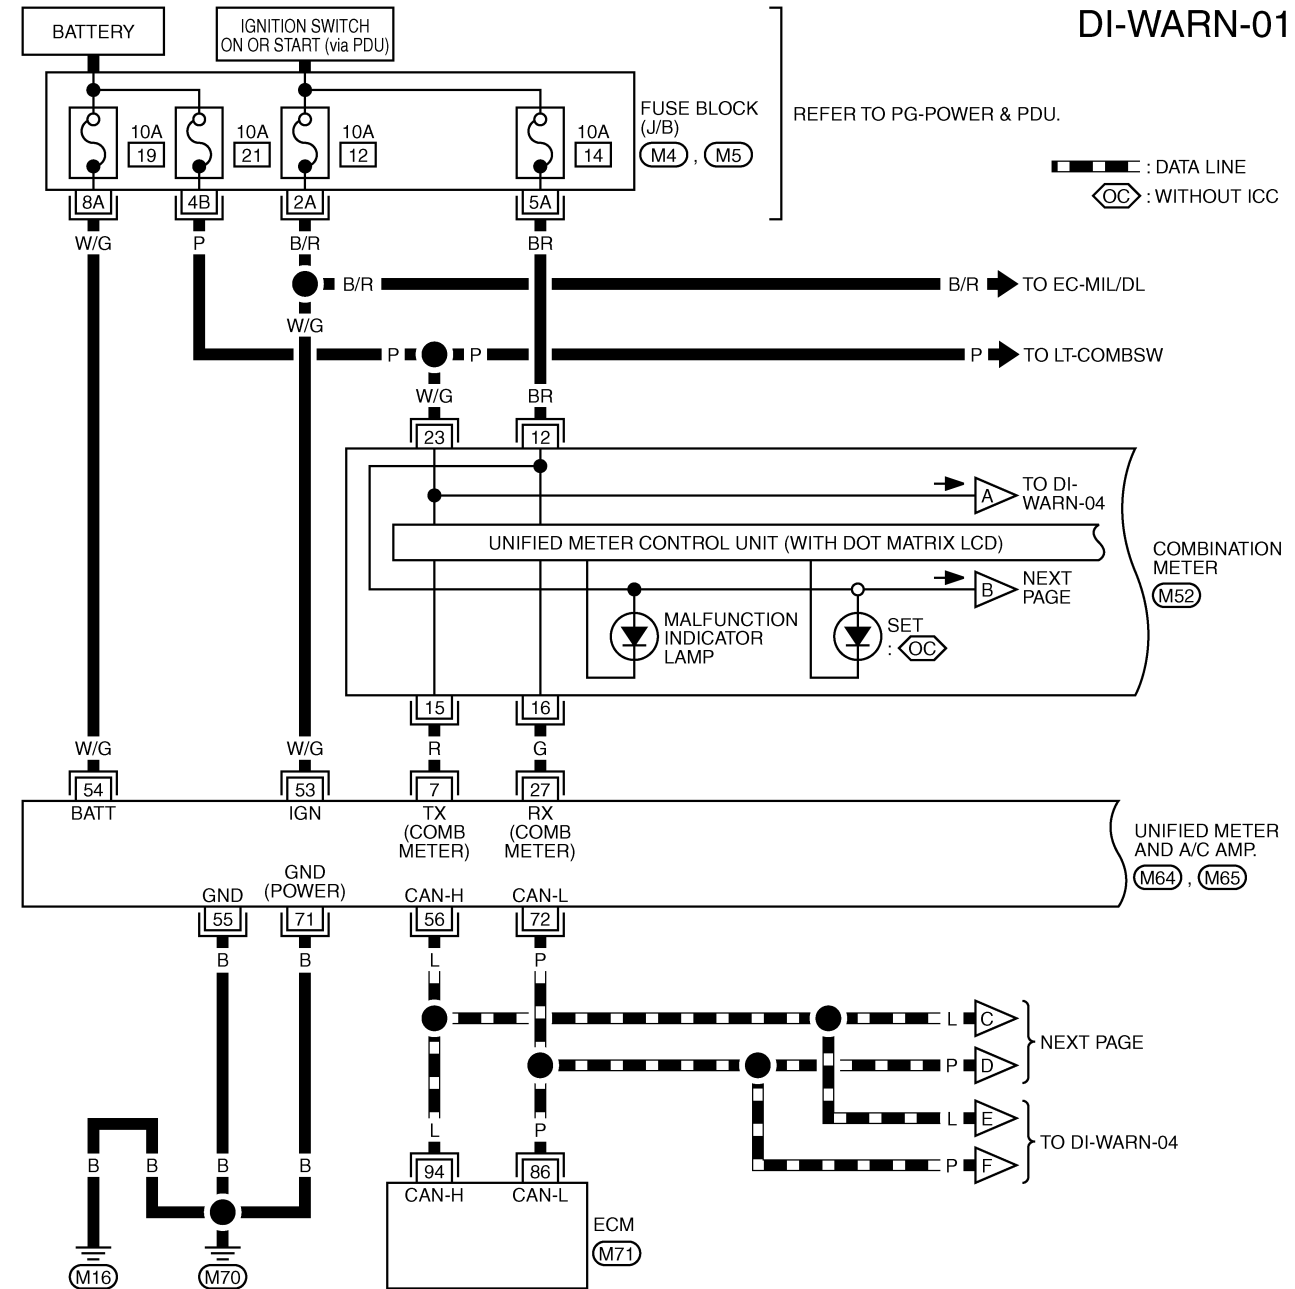 DI-WARN-01
BATTERY
IGNITION SWITCH
ON OR START (via PDU)
10A
19
10A
21
10A
12
10A
14
FUSE BLOCK
(J/B)
M4 , M5
REFER TO PG-POWER & PDU.
: DATA LINE
OC : WITHOUT ICC
8A
4B
2A
5A
W/G
P
B/R
BR
B/R
B/R
TO EC-MIL/DL
W/G
P
P
P
TO LT-COMBSW
W/G
BR
23
12
A
TO DI-
WARN-04
UNIFIED METER CONTROL UNIT (WITH DOT MATRIX LCD)
B
NEXT
PAGE
COMBINATION
METER
M52
MALFUNCTION
INDICATOR
LAMP
SET
: OC
15
16
W/G
W/G
R
G
54
53
7
27
BATT
IGN
TX
(COMB
METER)
RX
(COMB
METER)
UNIFIED METER
AND A/C AMP.
M64 , M65
GND
GND
(POWER)
CAN-H
CAN-L
55
71
56
72
B
B
L
P
L
C
P
D
NEXT PAGE
L
E
P
F
TO DI-WARN-04
L
P
B
B
B
B
94
86
CAN-H
CAN-L
ECM
M71
M16
M70